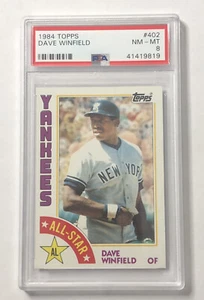 1984 TOPPS #402
DAVE WINFIELD NM - MT
PSA 8
41419819
Topps
YANKEES
NEW YORK
ALL-STAR
AL
DAVE
WINFIELD OF